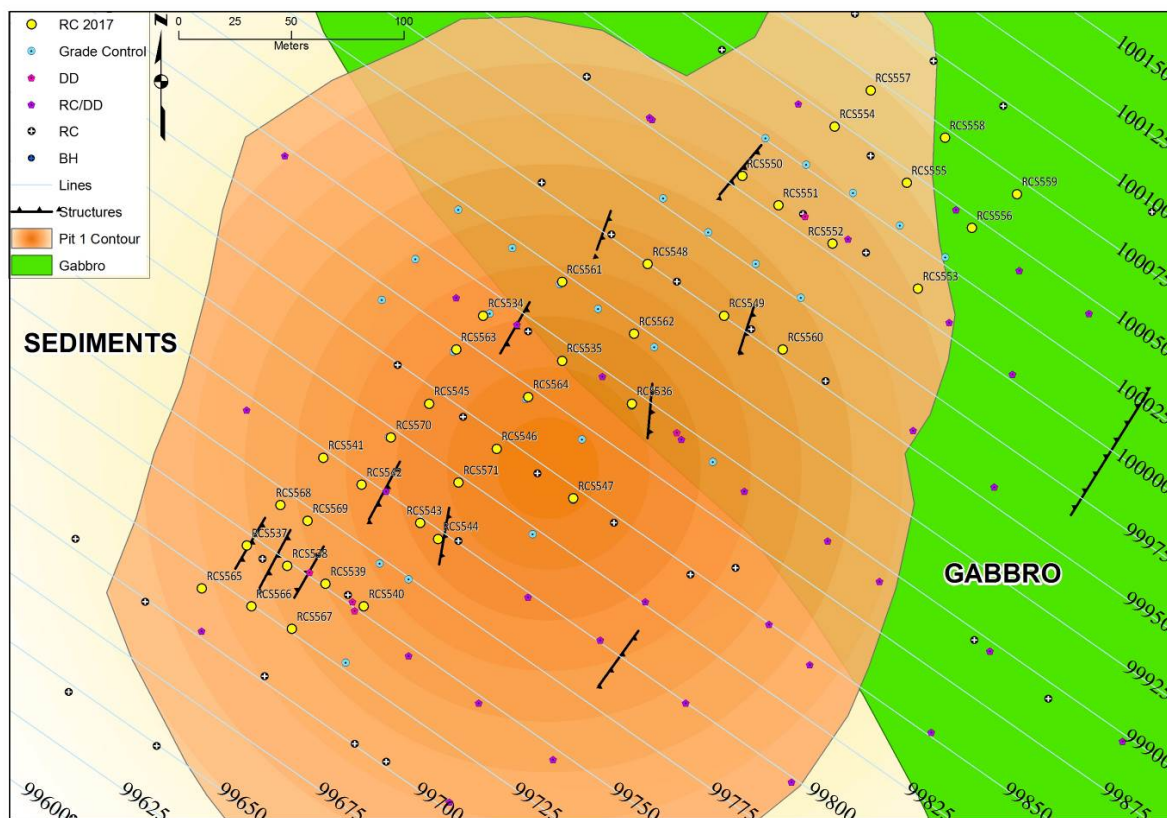 RC 2017
Grade Control
DD
RC/DD
RC
BH
Lines
Structures
Pit 1 Contour
Gabbro
0 50 100
25
Meters
SEDIMENTS
GABBRO
RCS557
RCS554
RCS558
RCS550
RCS555
RCS559
RCS551
RCS556
RCS552
RCS548
RCS553
RCS561
RCS534
RCS549
RCS562
RCS560
RCS563
RCS535
RCS564
RCS545
RCS536
RCS570
RCS546
RCS541
RCS542
RCS571
RCS547
RCS568
RCS569
RCS543
RCS544
RCS537
RCS538
RCS565
RCS539
RCS566
RCS540
RCS567
100150
100125
100100
100075
100050
100025
100000
99975
99950
99925
99900
99600
99625
99650
99675
99700
99725
99750
99775
99800
99825
99850
99875